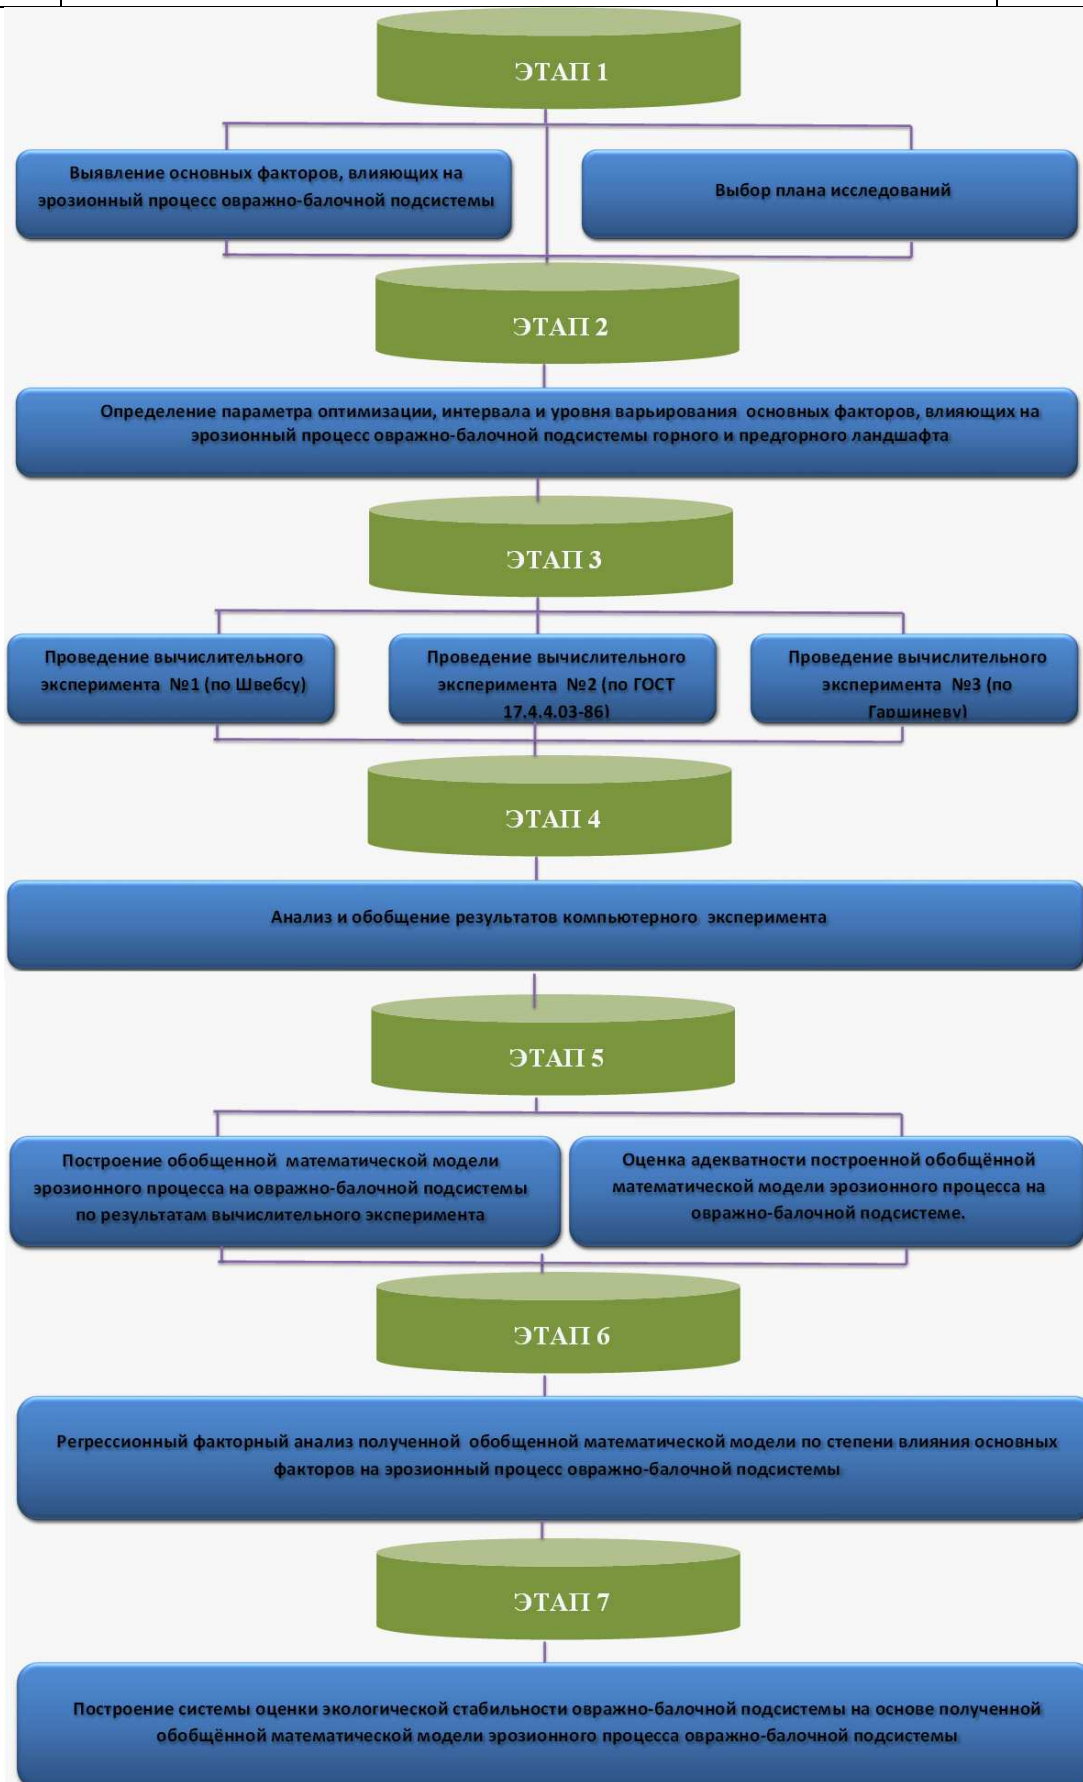 ЭТАП 1
Выявление основных факторов, влияющих на
эрозионный процесс овражно-балочной подсистемы
Выбор плана исследований
ЭТАП 2
Определение параметра оптимизации, интервала и уровня варьирования основных факторов, влияющих на
эрозионный процесс овражно-балочной подсистемы горного и предгорного ландшафта
ЭТАП 3
Проведение вычислительного
эксперимента №1 (по Швебсу)
Проведение вычислительного
эксперимента №2 (по ГОСТ
17.4.4.03-86)
Проведение вычислительного
эксперимента №3 (по
Гаршиневу)
ЭТАП 4
Анализ и обобщение результатов компьютерного эксперимента
ЭТАП 5
Построение обобщенной математической модели
эрозионного процесса на овражно-балочной подсистемы
по результатам вычислительного эксперимента
Оценка адекватности построенной обобщённой
математической модели эрозионного процесса на
овражно-балочной подсистеме.
ЭТАП 6
Регрессионный факторный анализ полученной обобщенной математической модели по степени влияния основных
факторов на эрозионный процесс овражно-балочной подсистемы
ЭТАП 7
Построение системы оценки экологической стабильности овражно-балочной подсистемы на основе полученной
обобщённой математической модели эрозионного процесса овражно-балочной подсистемы